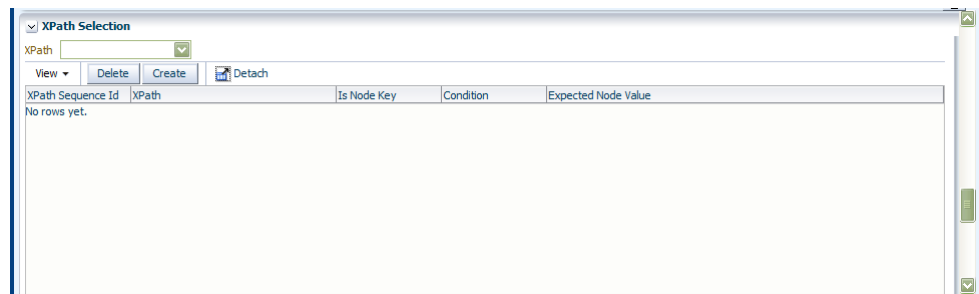 XPath Selection
XPath
View Delete Create Detach
XPath Sequence Id XPath Is Node Key Condition Expected Node Value
No rows yet.